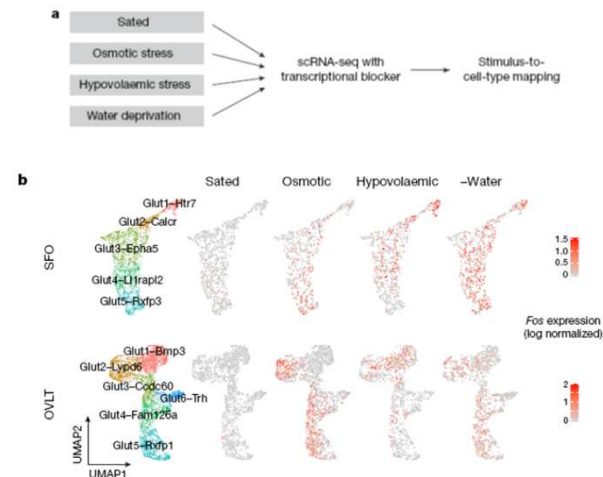 a
Sated
Osmotic stress
Hypovolaemic stress
Water deprivation
scRNA-seq with
transcriptional blocker
Stimulus-to-
cell-type mapping
b
Sated Osmotic Hypovolaemic –Water
SFO
Glut1–Htr7
Glut2–Calcr
Glut3–Epha5
Glut4–Il1rapl2
Glut5–Rxfp3
1.5
1.0
0.5
0
Fos expression
(log normalized)
OVLT
Glut1–Bmp3
Glut2–Lypd6
Glut3–Ccdc60
Glut6–Trh
Glut4–Fam126a
Glut5–Rxfp1
2
1
0
UMAP2
UMAP1